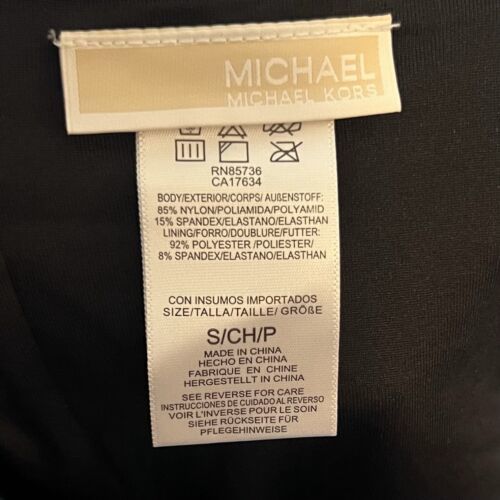 MICHAEL
MICHAEL KORS
RN85736
CA17634
BODY/EXTERIOR/CORPS/ AUßENSTOFF:
85% NYLON/POLIAMIDA/POLYAMID
15% SPANDEX/ELASTANO/ELASTHAN
LINING/FORRO/DOUBLURE/FUTTER:
92% POLYESTER /POLIESTER/
8% SPANDEX/ELASTANO/ELASTHAN
CON INSUMOS IMPORTADOS
SIZE/TALLA/TAILLE/ GRÖßE
S/CH/P
MADE IN CHINA
HECHO EN CHINA
FABRIQUE EN CHINE
HERGESTELLT IN CHINA
SEE REVERSE FOR CARE
INSTRUCCIONES DE CUIDADO AL REVERSO
VOIR L'INVERSE POUR LE SOIN
SIEHE RÜCKSEITE FÜR
PFLEGEHINWEISE